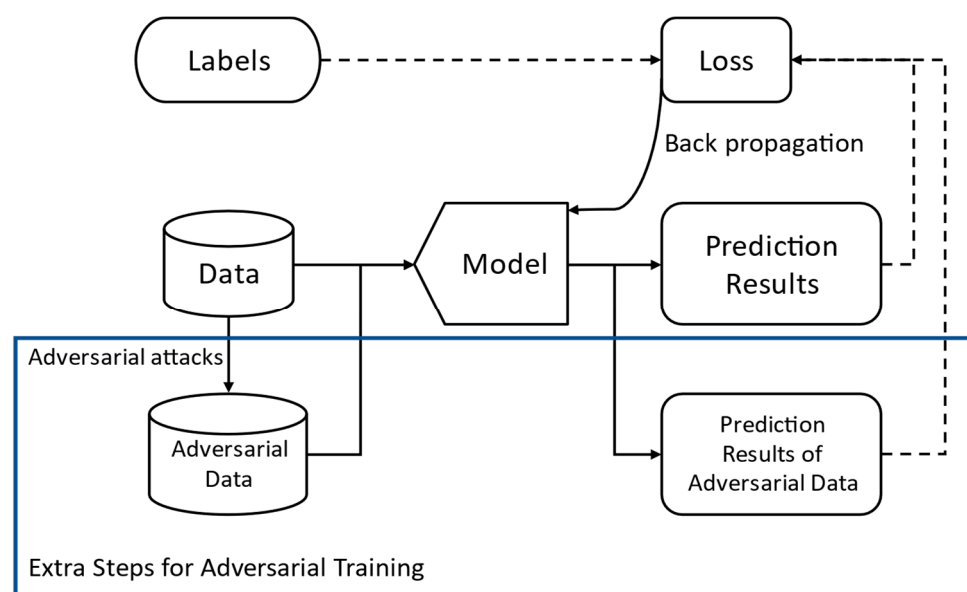 Labels
Loss
Back propagation
Data
Model
Prediction
Results
Adversarial attacks
Adversarial
Data
Prediction
Results of
Adversarial Data
Extra Steps for Adversarial Training